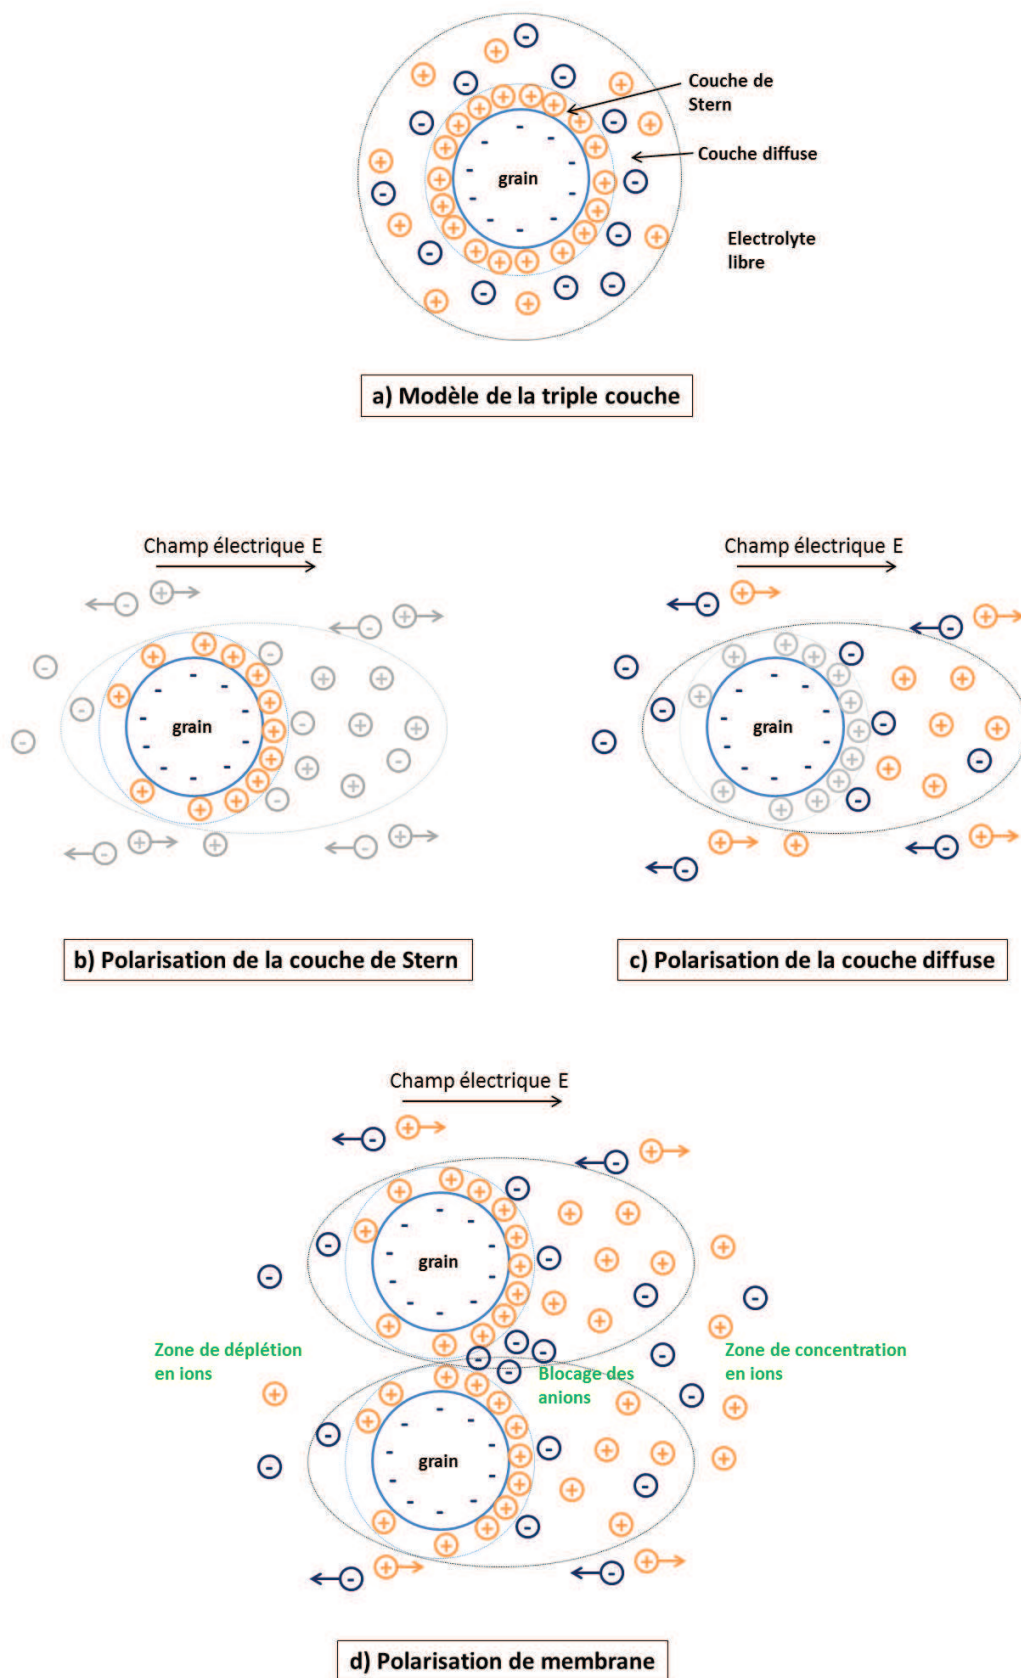 Couche de
Stern
Couche diffuse
grain
Electrolyte
libre
a) Modèle de la triple couche
Champ électrique E
grain
b) Polarisation de la couche de Stern
Champ électrique E
grain
c) Polarisation de la couche diffuse
Champ électrique E
grain
Zone de déplétion
en ions
Blocage des
anions
Zone de concentration
en ions
grain
d) Polarisation de membrane